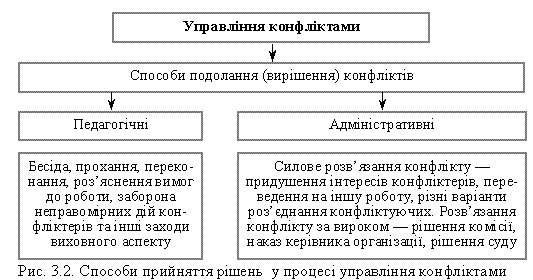 Управління конфліктами
Способи подолання (вирішення) конфліктів
Педагогічні
Адміністративні
Бесіда, прохання, переко-
нання, роз’яснення вимог
до роботи, заборона
неправомірних дій кон-
фліктерів та інші заходи
виховного аспекту
Силове розв’язання конфлікту —
придушення інтересів конфліктерів, пере-
ведення на іншу роботу, різні варіанти
роз’єднання конфліктуючих. Розв’язання
конфлікту за вироком — рішення комісії,
наказ керівника організації, рішення суду
Рис. 3.2. Способи прийняття рішень у процесі управління конфліктами